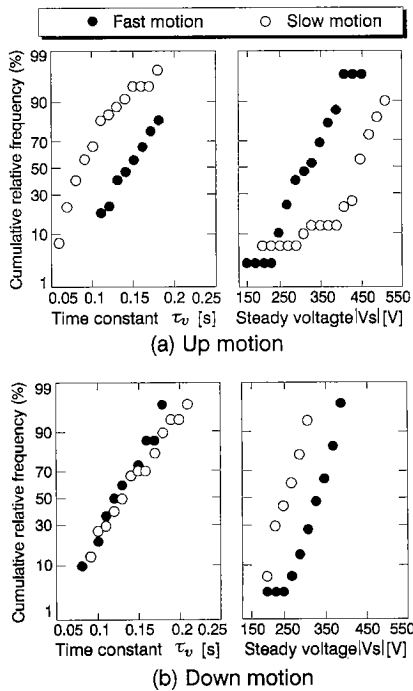 Fast motion Slow motion
Cumulative relative frequency (%)
99
90
70
50
30
10
1
0.05 0.1 0.15 0.2 0.25
Time constant τv [s]
150 250 350 450 550
Steady voltagte|Vs|[V]
(a) Up motion
Cumulative relative frequency (%)
99
90
70
50
30
10
1
0.05 0.1 0.15 0.2 0.25
Time constant τv [s]
150 250 350 450 550
Steady voltage|Vs|[V]
(b) Down motion